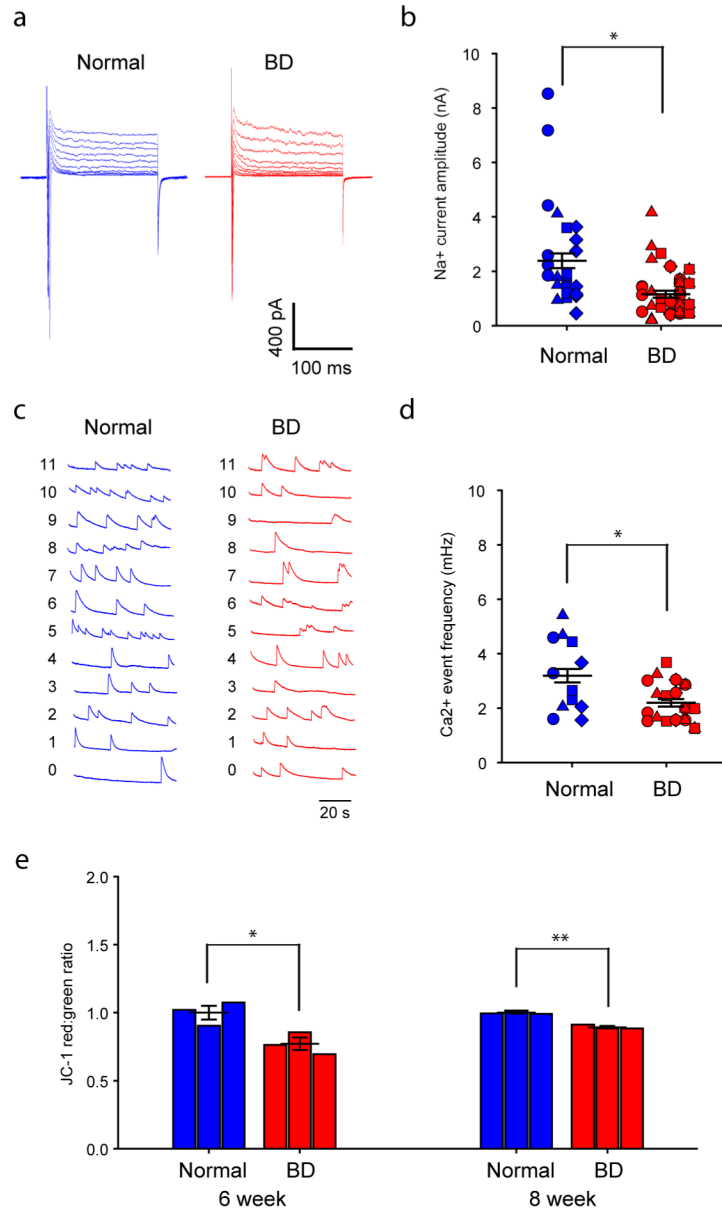 a
Normal
BD
400 pA
100 ms
b
*
Na+ current amplitude (nA)
10
8
6
4
2
0
Normal
BD
c
Normal
BD
11
10
9
8
7
6
5
4
3
2
1
0
11
10
9
8
7
6
5
4
3
2
1
0
20 s
d
*
Ca2+ event frequency (mHz)
10
8
6
4
2
0
Normal
BD
e
JC-1 red:green ratio
2.0
1.5
1.0
0.5
0.0
*
**
Normal BD Normal BD
6 week 8 week